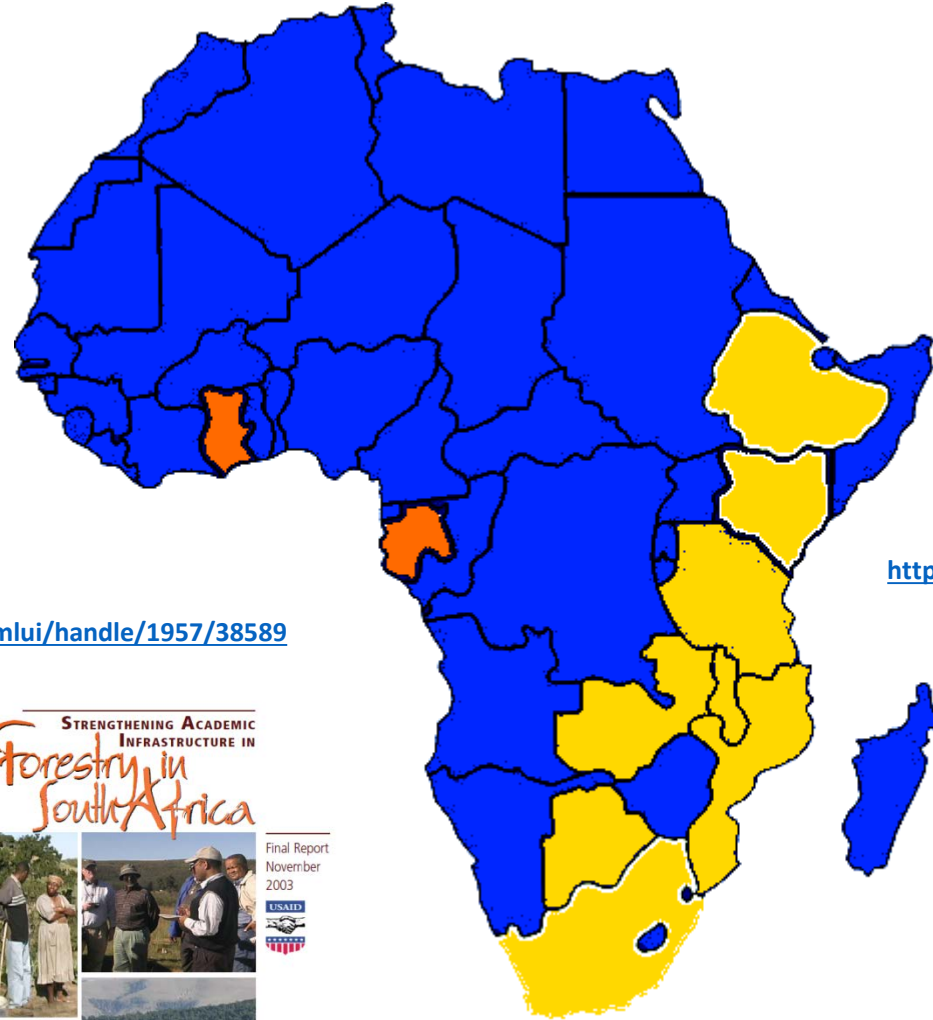 http
mlui/handle/1957/38589
STRENGTHENING ACADEMIC
INFRASTRUCTURE IN
Forestry in
South Africa
Final Report
November
2003
USAID